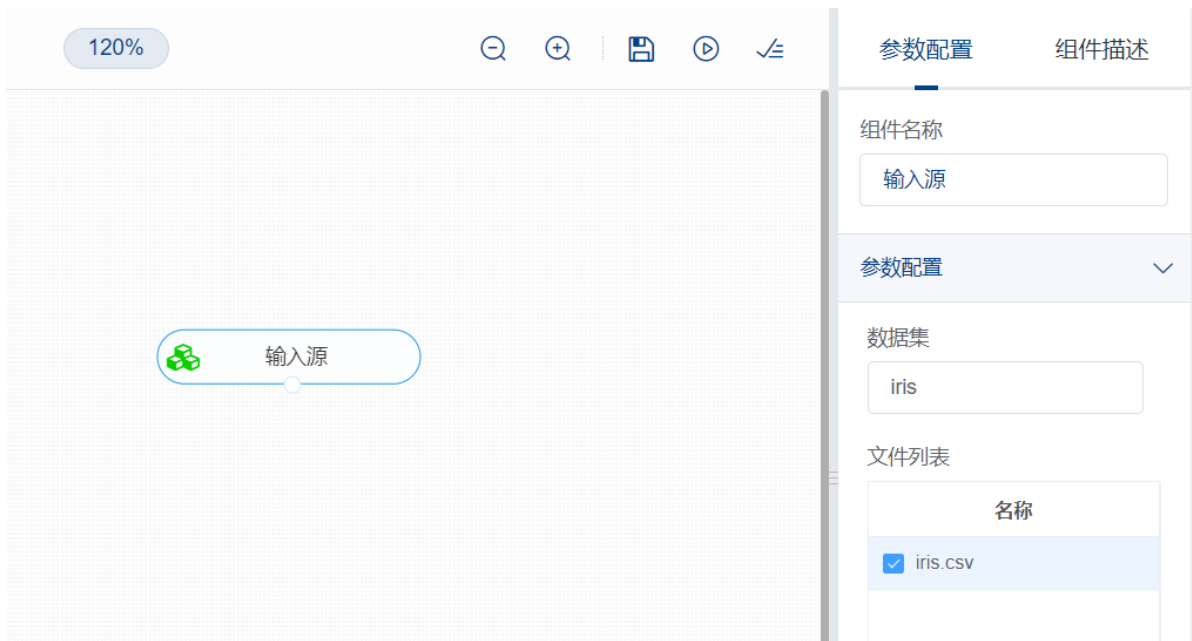 120%
参数配置
组件描述
组件名称
输入源
参数配置
输入源
数据集
iris
文件列表
名称
iris.csv